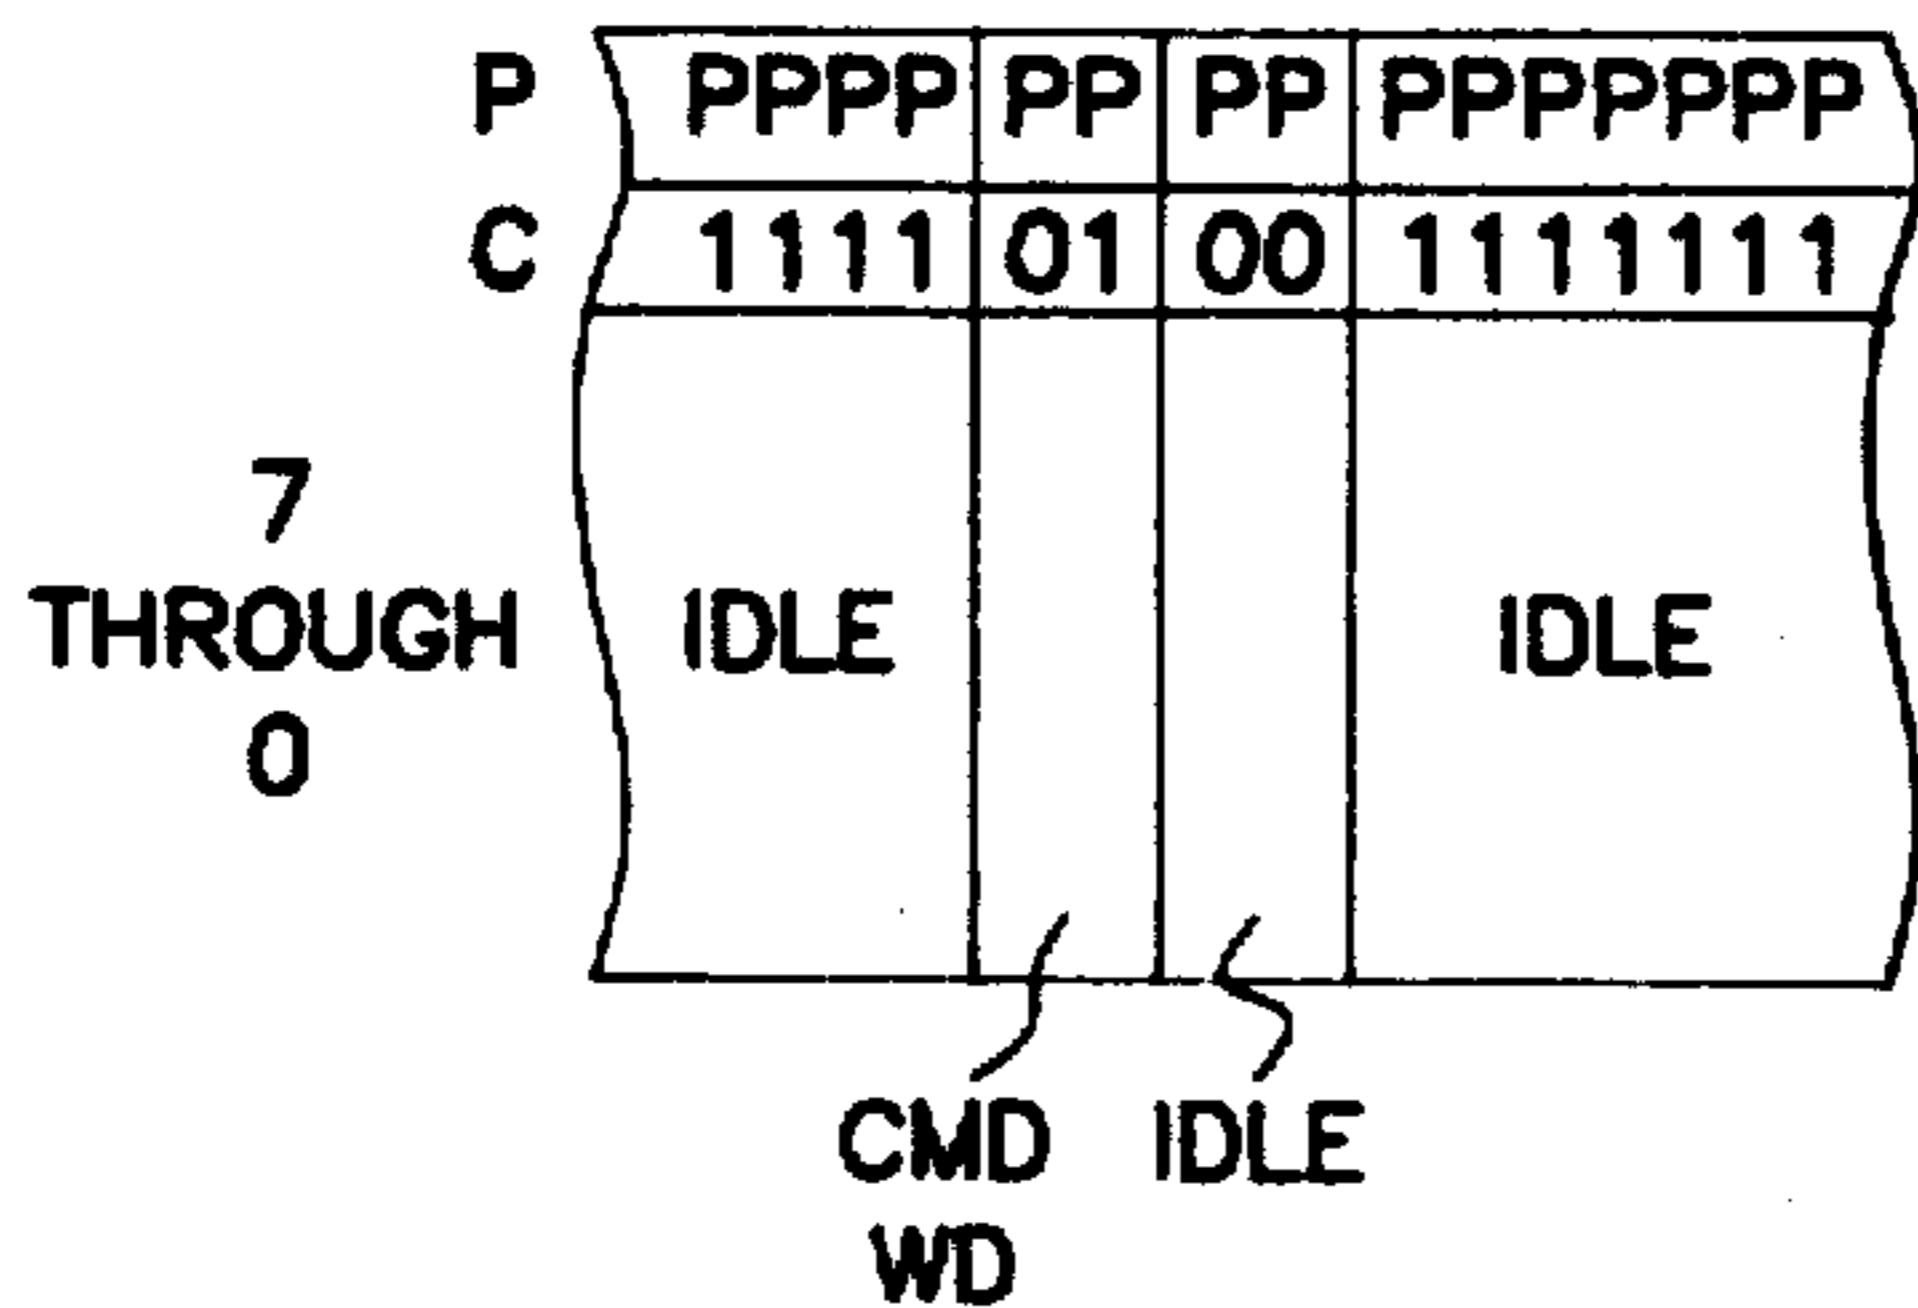 P PPPP PP PP PPPPPPP
C 1111 01 00 1111111
7
THROUGH
0
IDLE IDLE
CMD IDLE
WD